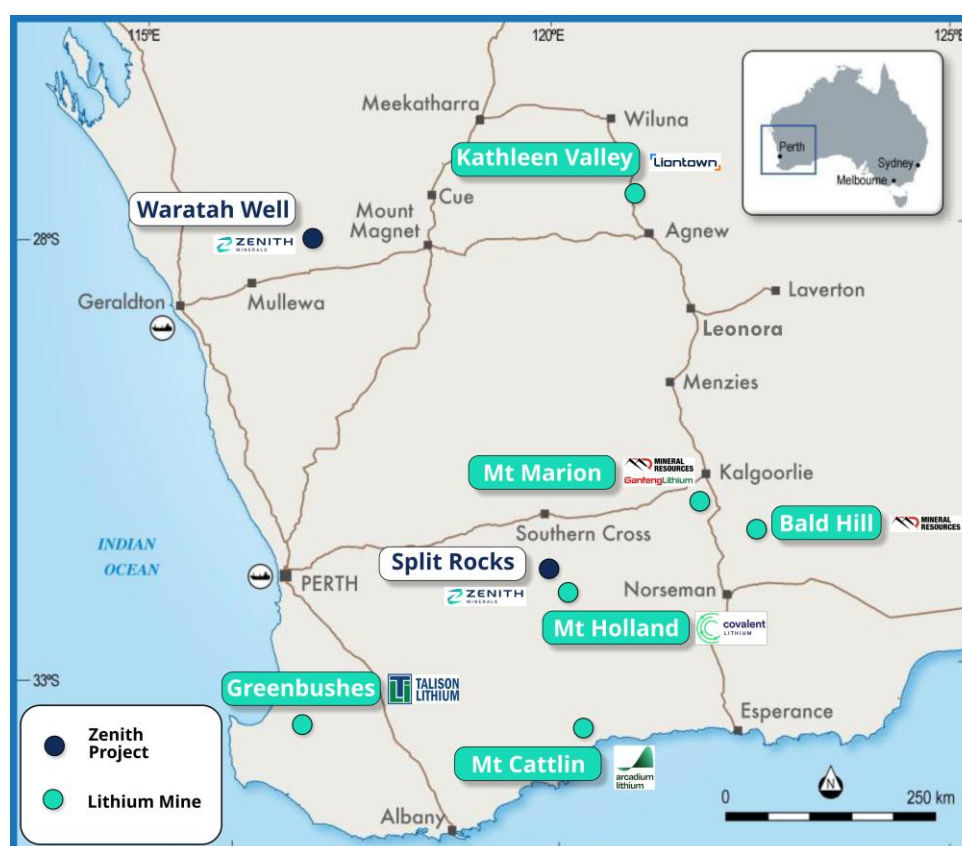 115°E
120°E
125°E
Meekatharra
Wiluna
Kathleen Valley
Liontown
Perth
Sydney
Melbourne
Waratah Well
ZENITH
MINERALS
Cue
Mount
Magnet
Agnew
28°S
Geraldton
Mullewa
Laverton
Leonora
Menzies
Mt Marion
MINERAL
RESOURCES
GanfengLithium
Kalgoorlie
Bald Hill
MINERAL
RESOURCES
Southern Cross
INDIAN
OCEAN
PERTH
Split Rocks
ZENITH
MINERALS
Norseman
Mt Holland
covalent
LITHIUM
33°S
Greenbushes
TLi
TALISON
LITHIUM
Esperance
Mt Cattlin
arcadium
lithium
Zenith
Project
Lithium Mine
Albany
N
0
250 km